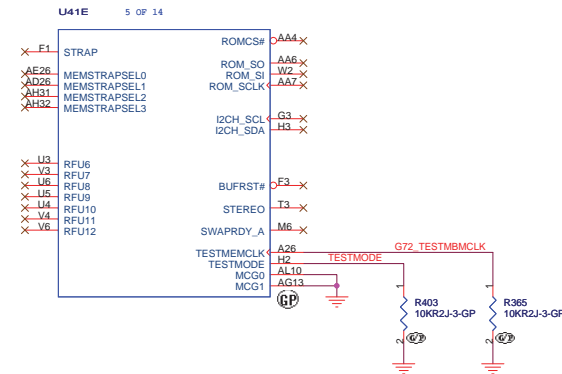 U41E 5 OF 14
F1 STRAP
AE26 MEMSTRAPSEL0
AD26 MEMSTRAPSEL1
AH31 MEMSTRAPSEL2
AH32 MEMSTRAPSEL3
U3 RFU6
V3 RFU7
U6 RFU8
U5 RFU9
U4 RFU10
V4 RFU11
V6 RFU12
ROMCS# AA4
ROM_SO AA6
ROM_SI W2
ROM_SCLK AA7
I2CH_SCL G3
I2CH_SDA H3
BUFRST# F3
STEREO T3
SWAPRDY_A M6
TESTMEMCLK A26 G72_TESTMBMCLK
TESTMODE H2 TESTMODE
MCG0 AL10
MCG1 AG13
GP
1
R403
10KR2J-3-GP
2
GP
1
R365
10KR2J-3-GP
2
GP